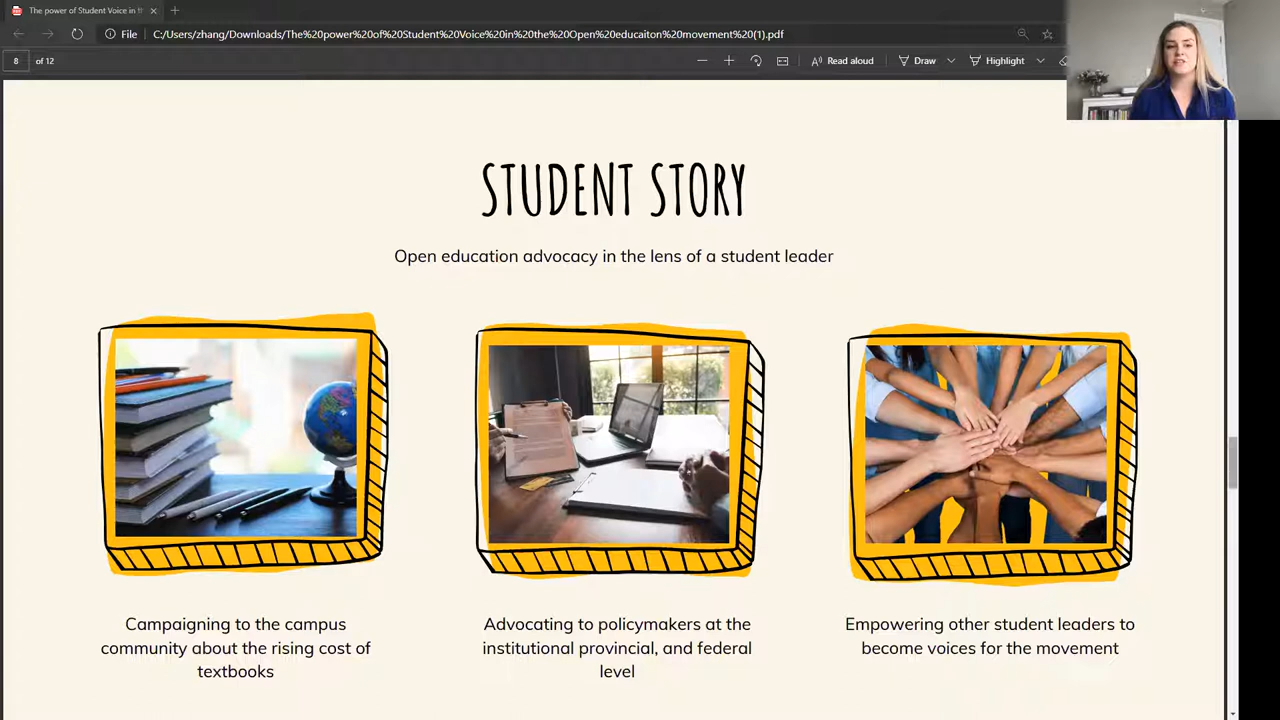 The power of Student Voice in th
File
C:/Users/zhang/Downloads/The%20power%20of%20Student%20Voice%20in%20the%20Open%20educaiton%20movement%20(1).pdf
8 of 12
Read aloud
Draw
Highlight
STUDENT STORY
Open education advocacy in the lens of a student leader
Campaigning to the campus
community about the rising cost of
textbooks
Advocating to policymakers at the
institutional provincial, and federal
level
Empowering other student leaders to
become voices for the movement